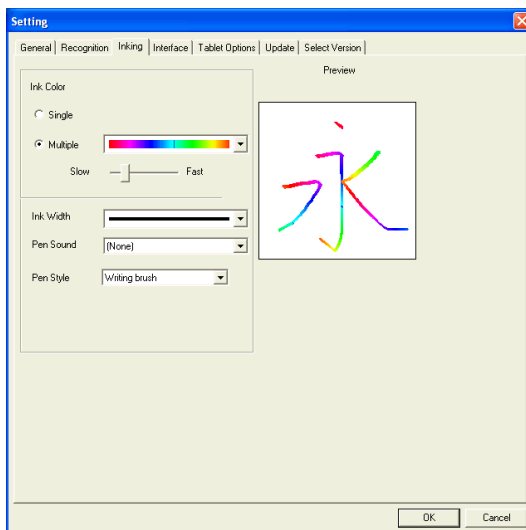 Setting
General Recognition Inking Interface Tablet Options Update Select Version
Preview
Ink Color
Single
Multiple
Slow Fast
永
Ink Width
Pen Sound (None)
Pen Style Writing brush
OK Cancel